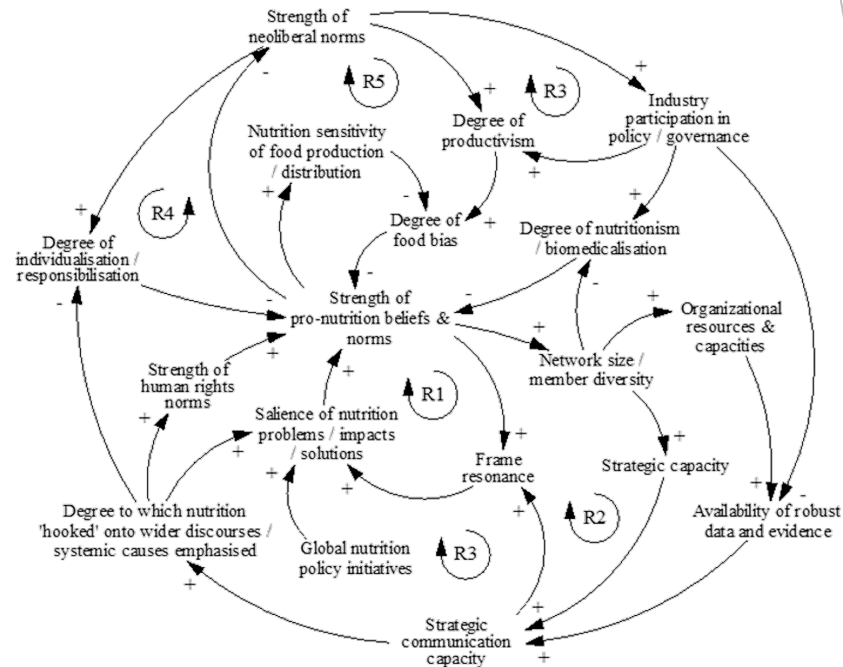 Strength of
neoliberal norms
-
+
R5
+
R3
Industry
participation in
policy / governance
Degree of
productivism
Nutrition sensitivity
of food production
/ distribution
+
+
+
-
+
+
R4
Degree of
food bias
Degree of nutritionism
/ biomedicalisation
Degree of
individualisation /
responsibilisation
-
-
-
-
-
+
Strength of
pro-nutrition beliefs &
norms
+
+
Organizational
resources &
capacities
Strength of
human rights
norms
+
+
R1
Network size /
member diversity
Salience of nutrition
problems / impacts
/ solutions
+
+
+
+
+
Frame
resonance
Strategic capacity
+
-
Degree to which nutrition
'hooked' onto wider discourses /
systemic causes emphasised
+
R2
Availability of robust
data and evidence
Global nutrition
policy initiatives
R3
+
+
Strategic
communication
capacity
+